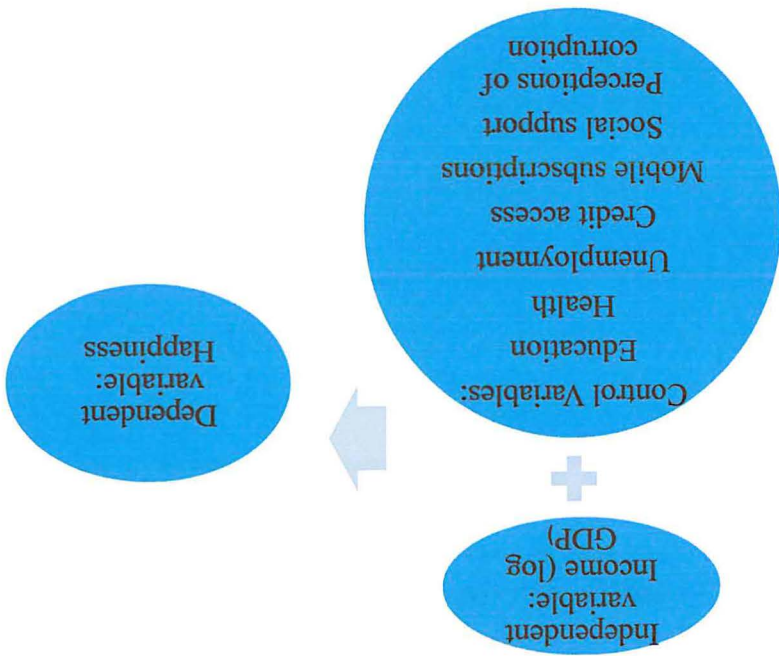 Independent
variable:
Income (log
GDP)
Control Variables:
Education
Health
Unemployment
Credit access
Mobile subscriptions
Social support
Perceptions of
corruption
Dependent
variable:
Happiness